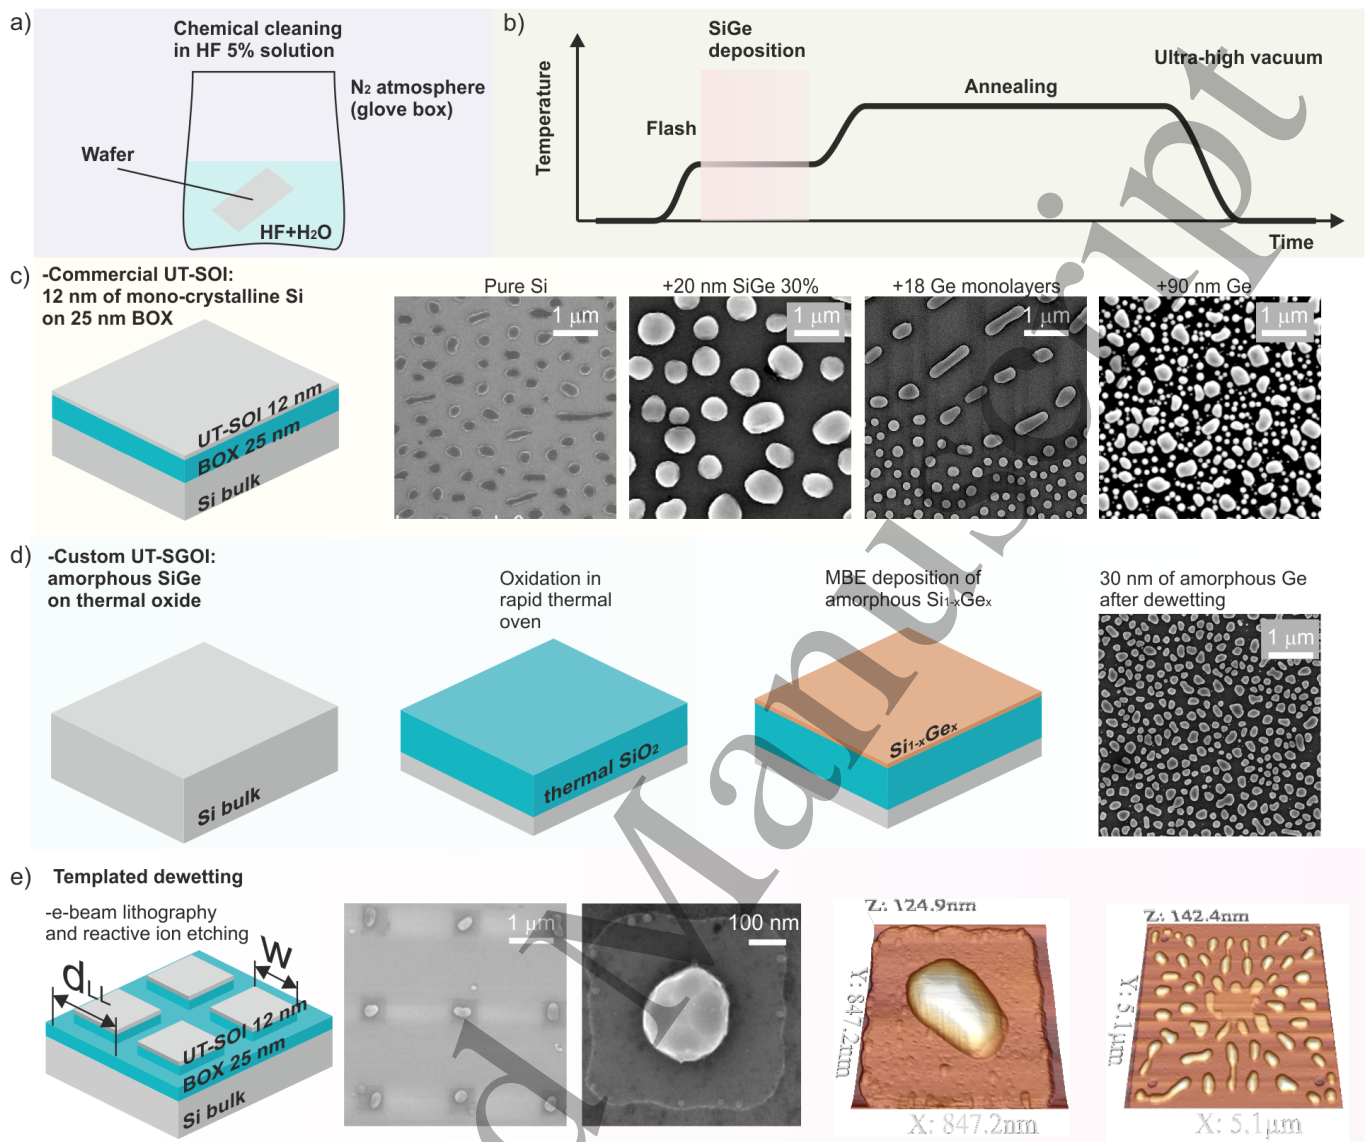 a)
Chemical cleaning
in HF 5% solution
N2 atmosphere
(glove box)
Wafer
HF+H2O
b)
SiGe
deposition
Ultra-high vacuum
Annealing
Flash
Temperature
Time
c)
-Commercial UT-SOI:
12 nm of mono-crystalline Si
on 25 nm BOX
UT-SOI 12 nm
BOX 25 nm
Si bulk
Pure Si
1 µm
+20 nm SiGe 30%
1 µm
+18 Ge monolayers
1 µm
+90 nm Ge
1 µm
d)
-Custom UT-SGOI:
amorphous SiGe
on thermal oxide
Si bulk
Oxidation in
rapid thermal
oven
thermal SiO2
MBE deposition of
amorphous Si1-xGex
Si1-xGex
30 nm of amorphous Ge
after dewetting
1 µm
e)
Templated dewetting
-e-beam lithography
and reactive ion etching
W
dLL
UT-SOI 12 nm
BOX 25 nm
Si bulk
1 µm
100 nm
Z: 124.9nm
Y: 847.2nm
X: 847.2nm
Z: 142.4nm
Y: 5.1µm
X: 5.1µm
d Manuscript